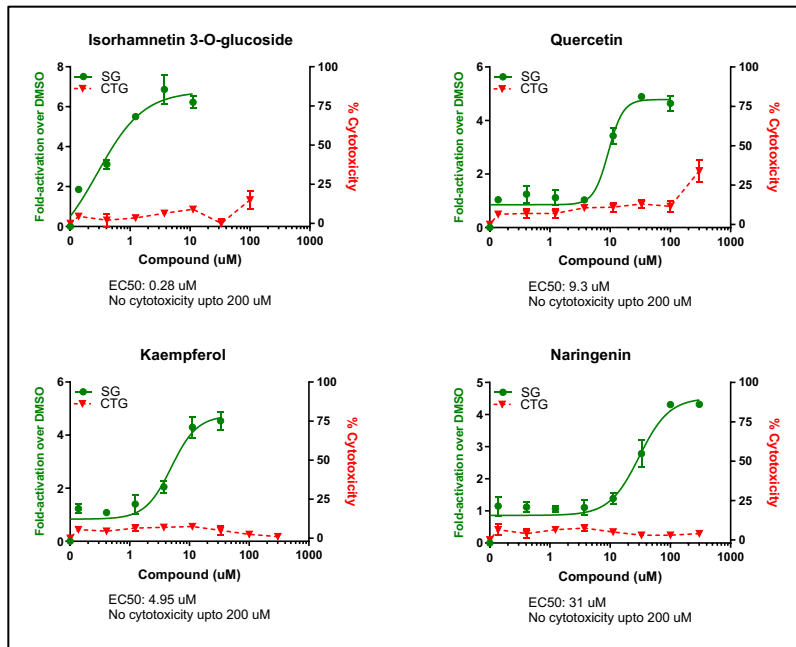 Isorhamnetin 3-O-glucoside
Fold-activation over DMSO
8
6
4
2
0
SG
CTG
100
75
50
25
0
% Cytotoxicity
0
1
10
100
1000
Compound (uM)
EC50: 0.28 uM
No cytotoxicity upto 200 uM
Quercetin
Fold-activation over DMSO
6
4
2
0
SG
CTG
100
75
50
25
0
% Cytotoxicity
0
1
10
100
1000
Compound (uM)
EC50: 9.3 uM
No cytotoxicity upto 200 uM
Kaempferol
Fold-activation over DMSO
6
4
2
0
SG
CTG
100
75
50
25
0
% Cytotoxicity
0
1
10
100
1000
Compound (uM)
EC50: 4.95 uM
No cytotoxicity upto 200 uM
Naringenin
Fold-activation over DMSO
5
4
3
2
1
0
SG
CTG
100
75
50
25
0
% Cytotoxicity
0
1
10
100
1000
Compound (uM)
EC50: 31 uM
No cytotoxicity upto 200 uM